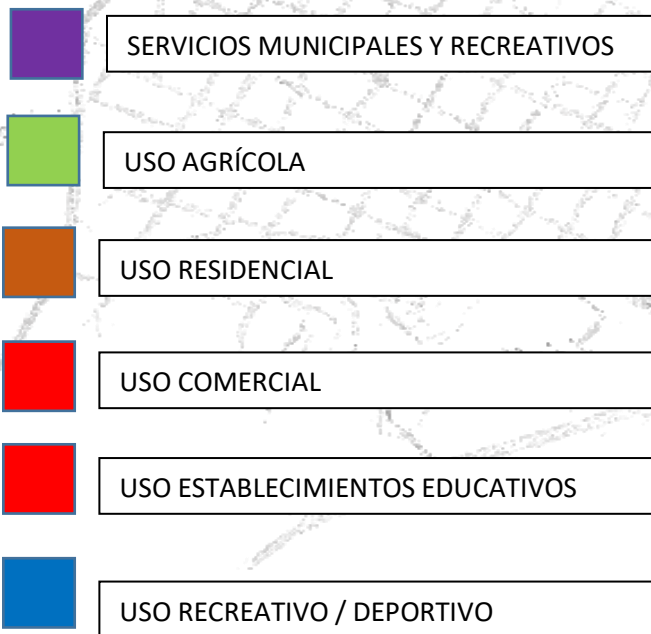 SERVICIOS MUNICIPALES Y RECREATIVOS
USO AGRÍCOLA
USO RESIDENCIAL
USO COMERCIAL
USO ESTABLECIMIENTOS EDUCATIVOS
USO RECREATIVO / DEPORTIVO